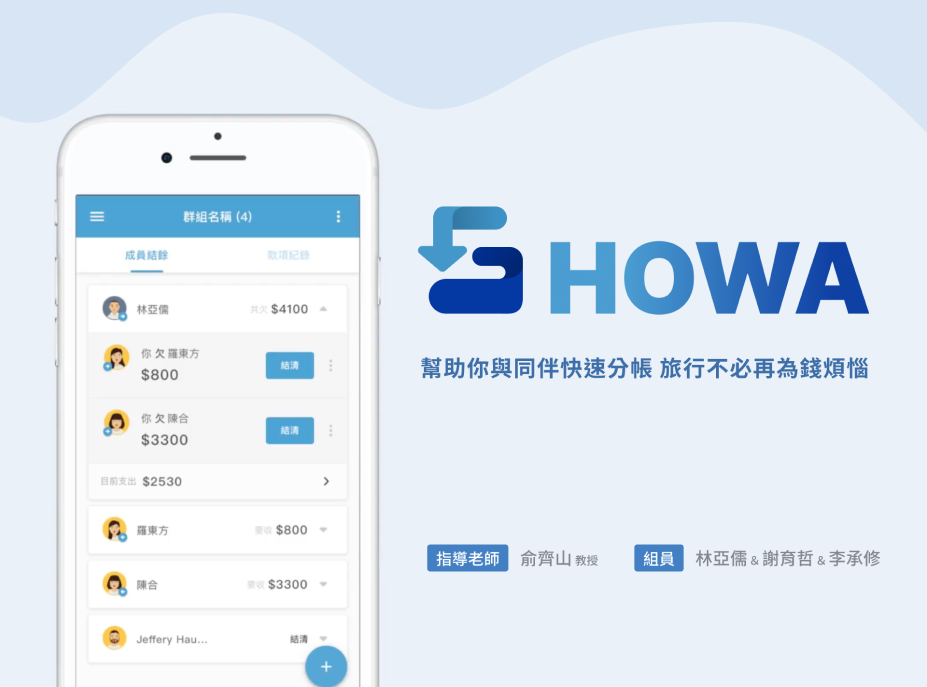 群組名稱 (4)
成員結餘
款項紀錄
林亞儒
共欠 $4100
你 欠 羅東方
$800
結清
你 欠 陳合
$3300
結清
目前支出 $2530
羅東方
要收 $800
陳合
要收 $3300
Jeffery Hau...
結清
HOWA
幫助你與同伴快速分帳 旅行不必再為錢煩惱
指導老師 俞齊山 教授
組員 林亞儒 & 謝育哲 & 李承修